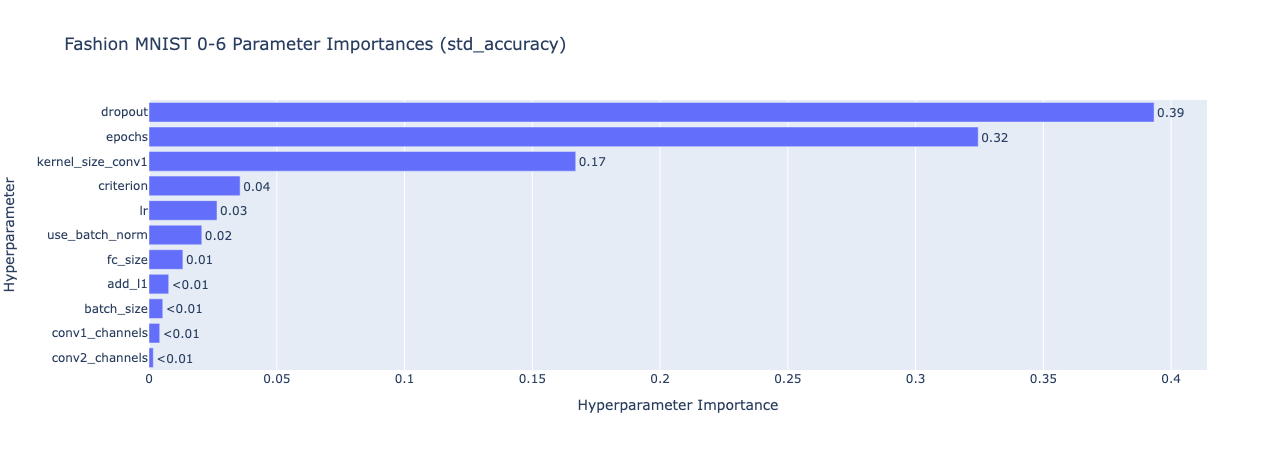 Fashion MNIST 0-6 Parameter Importances (std_accuracy)
Hyperparameter
dropout 0.39
epochs 0.32
kernel_size_conv1 0.17
criterion 0.04
lr 0.03
use_batch_norm 0.02
fc_size 0.01
add_l1 <0.01
batch_size <0.01
conv1_channels <0.01
conv2_channels <0.01
0 0.05 0.1 0.15 0.2 0.25 0.3 0.35 0.4
Hyperparameter Importance